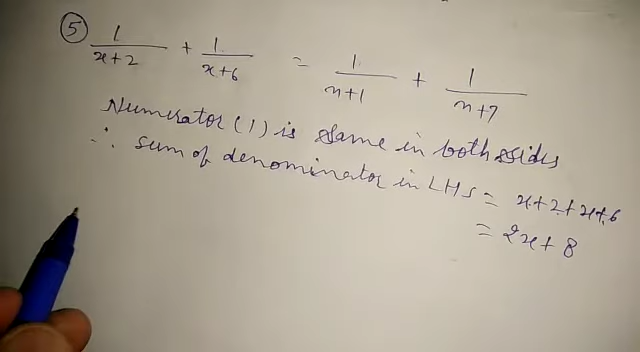 ⑤ 1/(x+2) + 1/(x+6) = 1/(x+1) + 1/(x+7)
Numerator (1) is same in both sides
∴ sum of denominator in LHS = x+2+x+6
= 2x+8